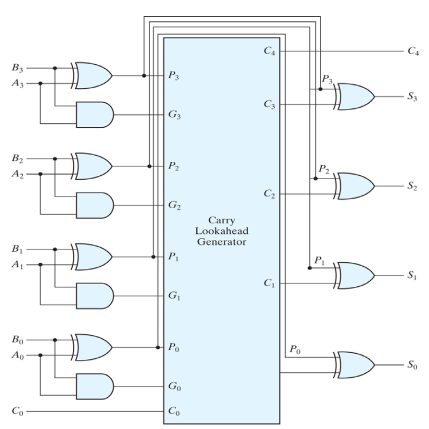 C4 C4
B3 P3
A3 P3 S3
C3
G3
B2 P2
A2 P2 S2
C2
G2
Carry
Lookahead
Generator
B1 P1
A1 P1 S1
C1
G1
B0 P0
A0 P0 S0
G0
C0 C0